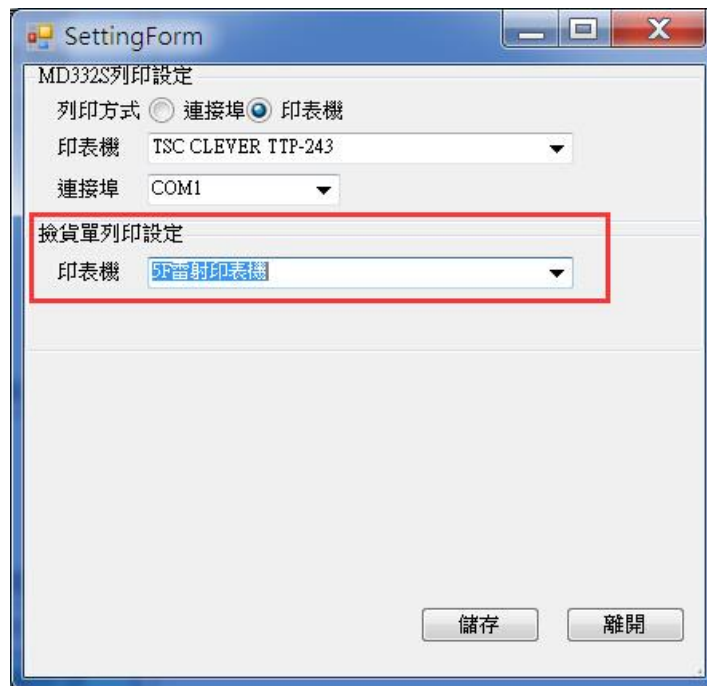 SettingForm
MD332S列印設定
列印方式 連接埠 印表機
印表機 TSC CLEVER TTP-243
連接埠 COM1
撿貨單列印設定
印表機 5F雷射印表機
儲存 離開